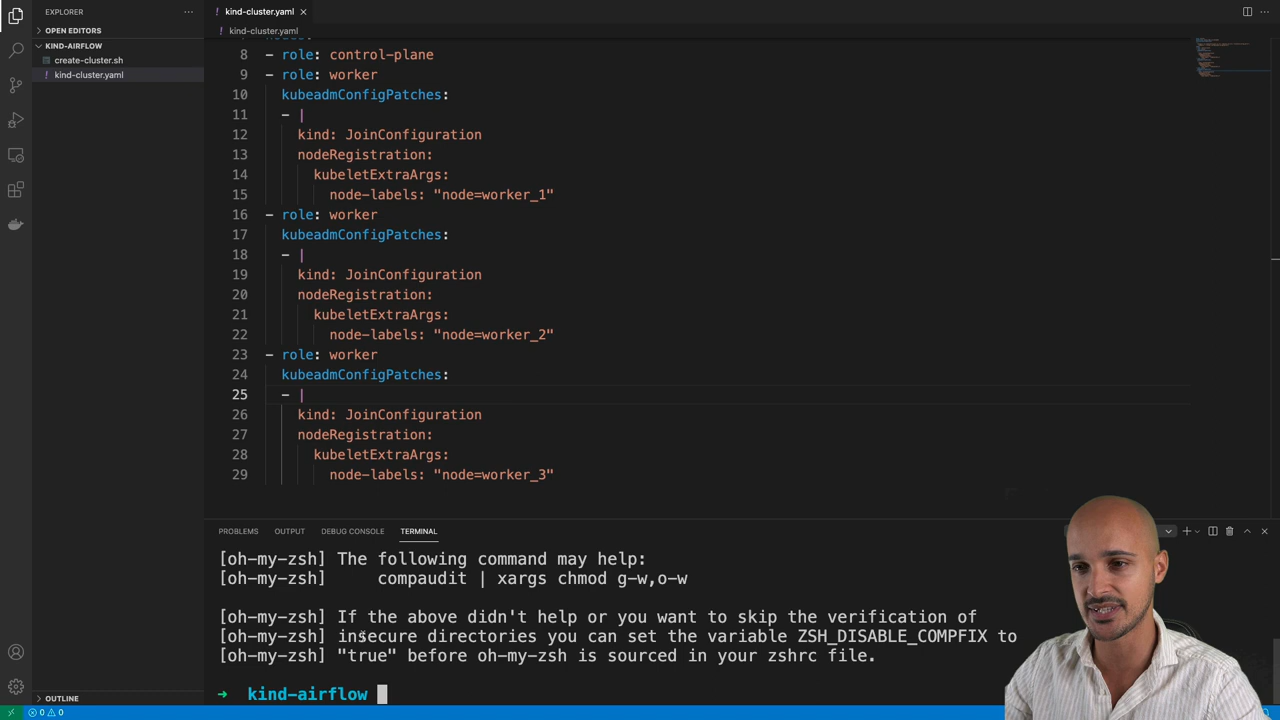 EXPLORER
OPEN EDITORS
KIND-AIRFLOW
create-cluster.sh
! kind-cluster.yaml
OUTLINE
! kind-cluster.yaml
! kind-cluster.yaml
8 - role: control-plane
9 - role: worker
10 kubeadmConfigPatches:
11 - |
12 kind: JoinConfiguration
13 nodeRegistration:
14 kubeletExtraArgs:
15 node-labels: "node=worker_1"
16 - role: worker
17 kubeadmConfigPatches:
18 - |
19 kind: JoinConfiguration
20 nodeRegistration:
21 kubeletExtraArgs:
22 node-labels: "node=worker_2"
23 - role: worker
24 kubeadmConfigPatches:
25 - |
26 kind: JoinConfiguration
27 nodeRegistration:
28 kubeletExtraArgs:
29 node-labels: "node=worker_3"
PROBLEMS OUTPUT DEBUG CONSOLE TERMINAL
[oh-my-zsh] The following command may help:
[oh-my-zsh] compaudit | xargs chmod g-w,o-w
[oh-my-zsh] If the above didn't help or you want to skip the verification of
[oh-my-zsh] insecure directories you can set the variable ZSH_DISABLE_COMPFIX to
[oh-my-zsh] "true" before oh-my-zsh is sourced in your zshrc file.
➜ kind-airflow
0 0